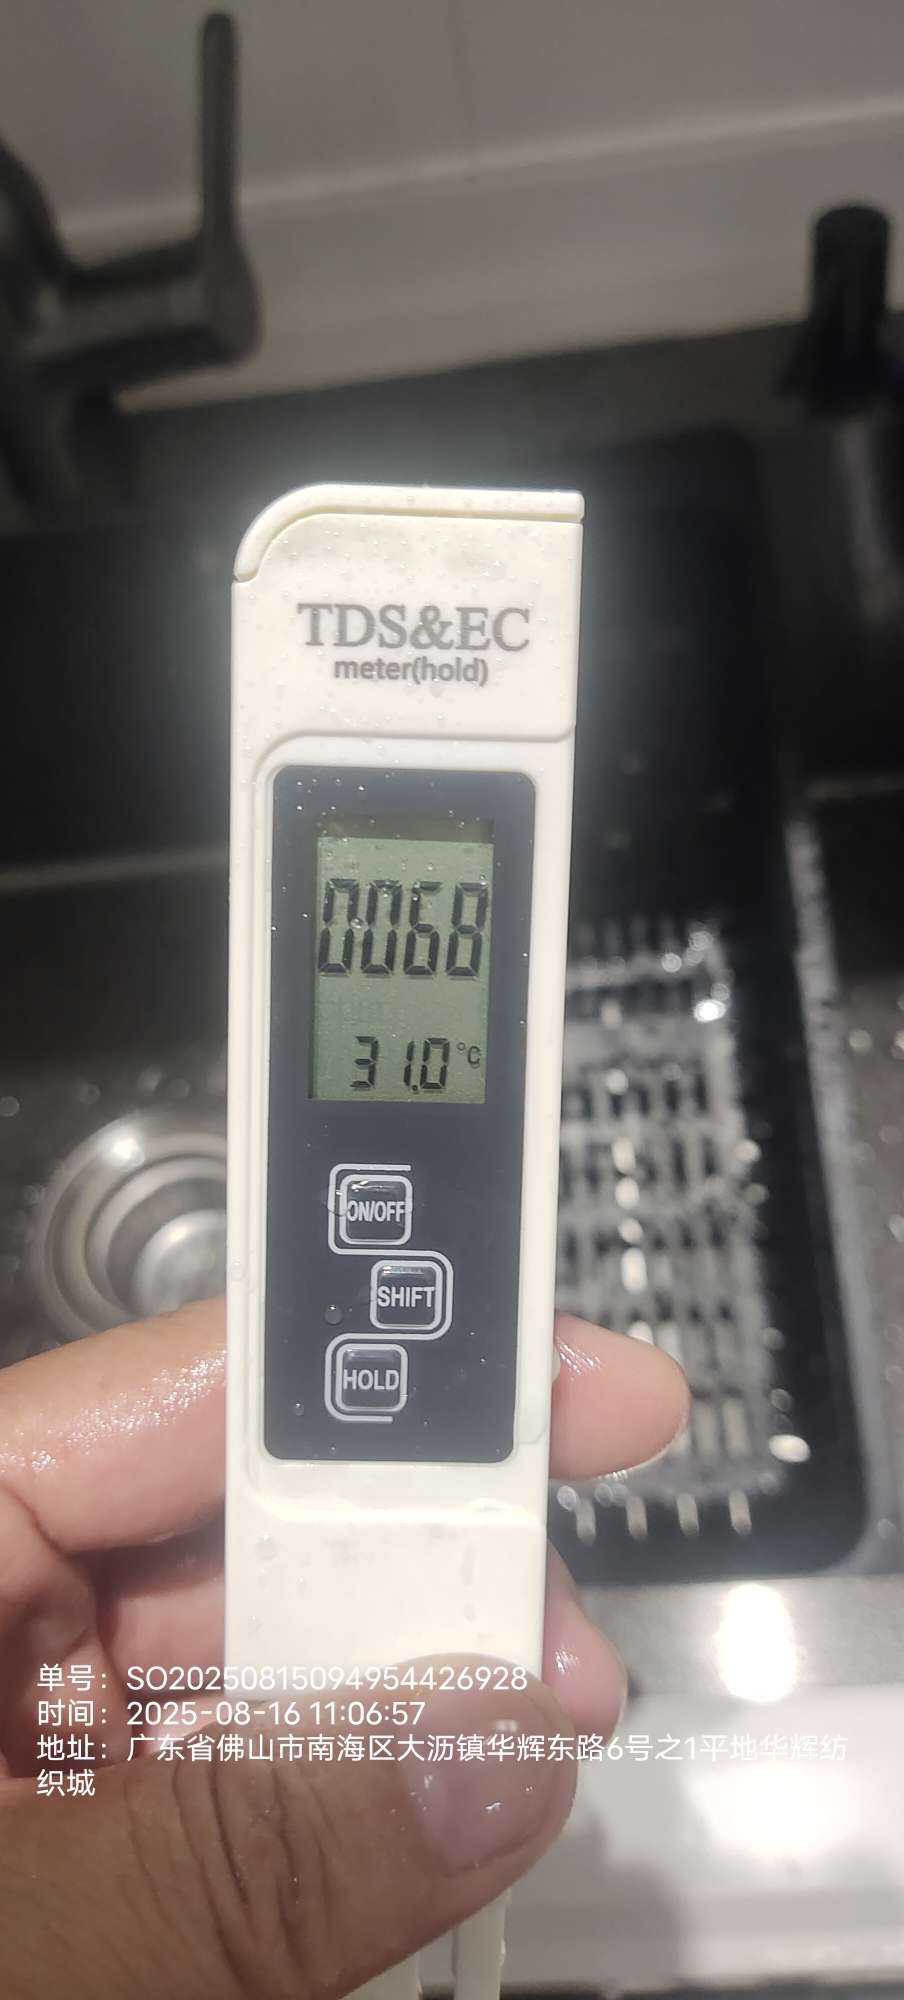 TDS&EC
meter(hold)
0068
31.0°C
ON/OFF
SHIFT
HOLD
单号：SO20250815094954426928
时间：2025-08-16 11:06:57
地址：广东省佛山市南海区大沥镇华辉东路6号之1平地华辉纺
织城